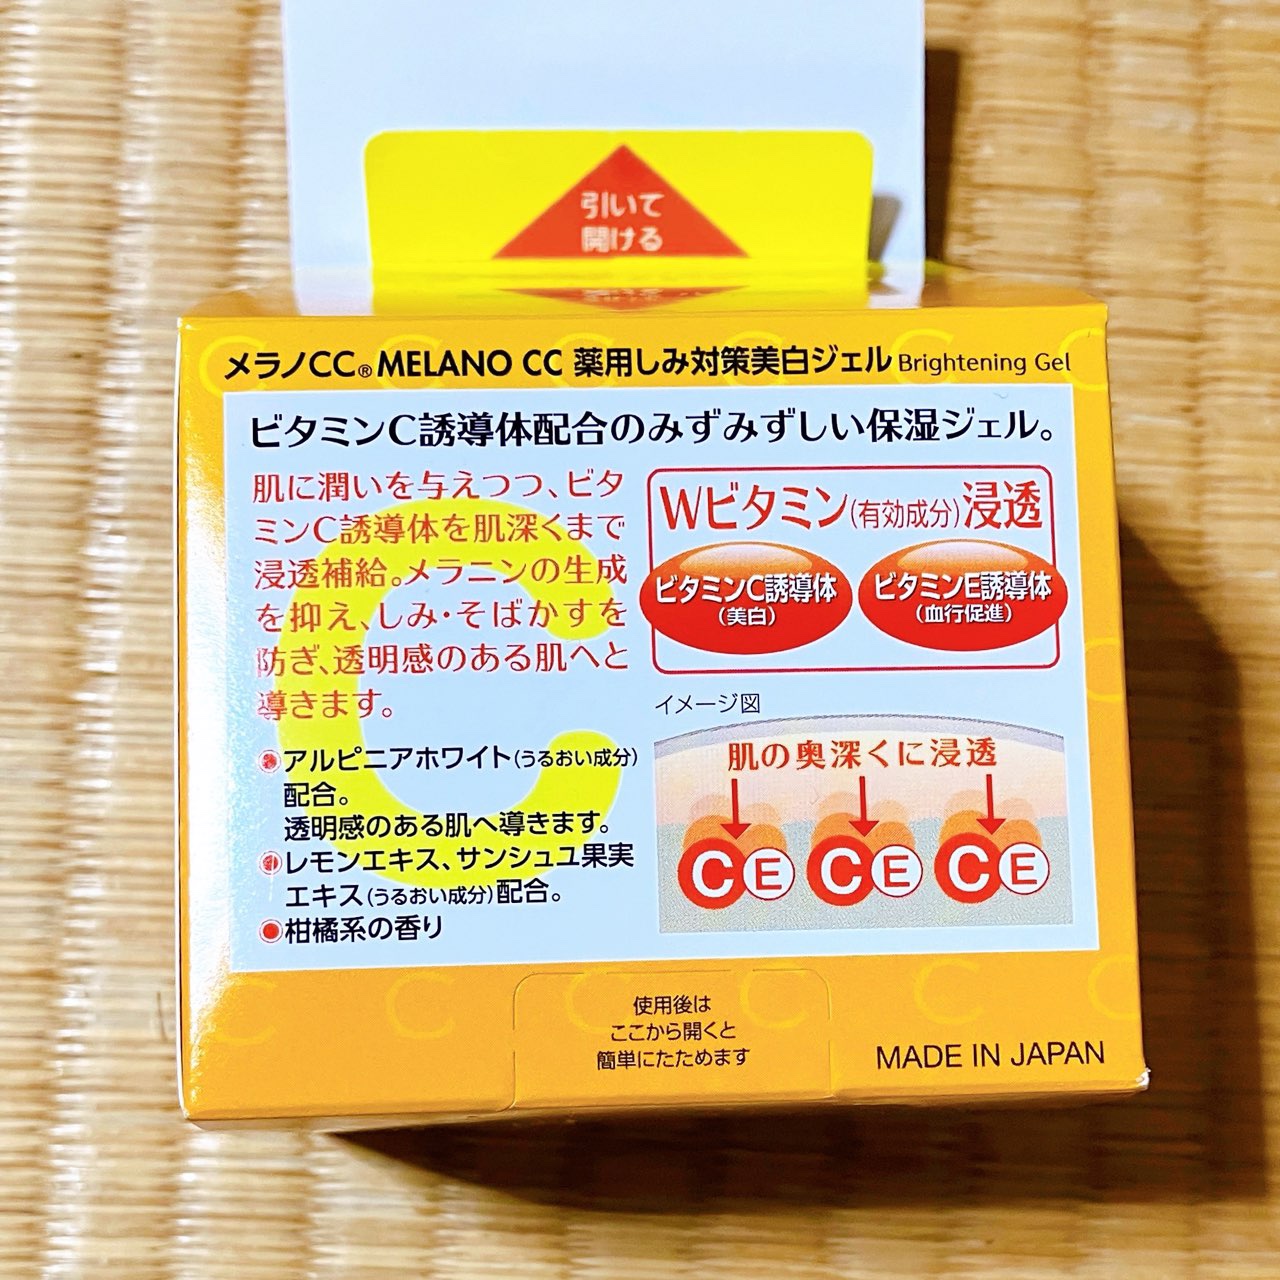 引いて
開ける
メラノCC® MELANO CC 薬用しみ対策美白ジェル Brightening Gel
ビタミンC誘導体配合のみずみずしい保湿ジェル。
肌に潤いを与えつつ、ビタ
ミンC誘導体を肌深くまで
浸透補給。メラニンの生成
を抑え、しみ・そばかすを
防ぎ、透明感のある肌へと
導きます。
◉アルピニアホワイト(うるおい成分)
配合。
透明感のある肌へ導きます。
◉レモンエキス、サンシュユ果実
エキス(うるおい成分)配合。
◉柑橘系の香り
Wビタミン(有効成分)浸透
ビタミンC誘導体
(美白)
ビタミンE誘導体
(血行促進)
イメージ図
肌の奥深くに浸透
C E C E C E
使用後は
ここから開くと
簡単にたためます
MADE IN JAPAN